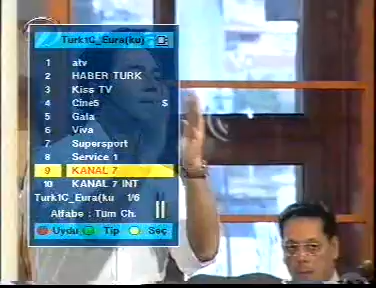 Turk1C_Eura(ku)
1 atv
2 HABER TURK
3 Kiss TV
4 Cine5 $
5 Gala
6 Viva
7 Supersport
8 Service 1
9 KANAL 7
10 KANAL 7 INT
Turk1C_Eura(ku 1/6
Alfabe : Tüm Ch.
Uydu Tip Seç